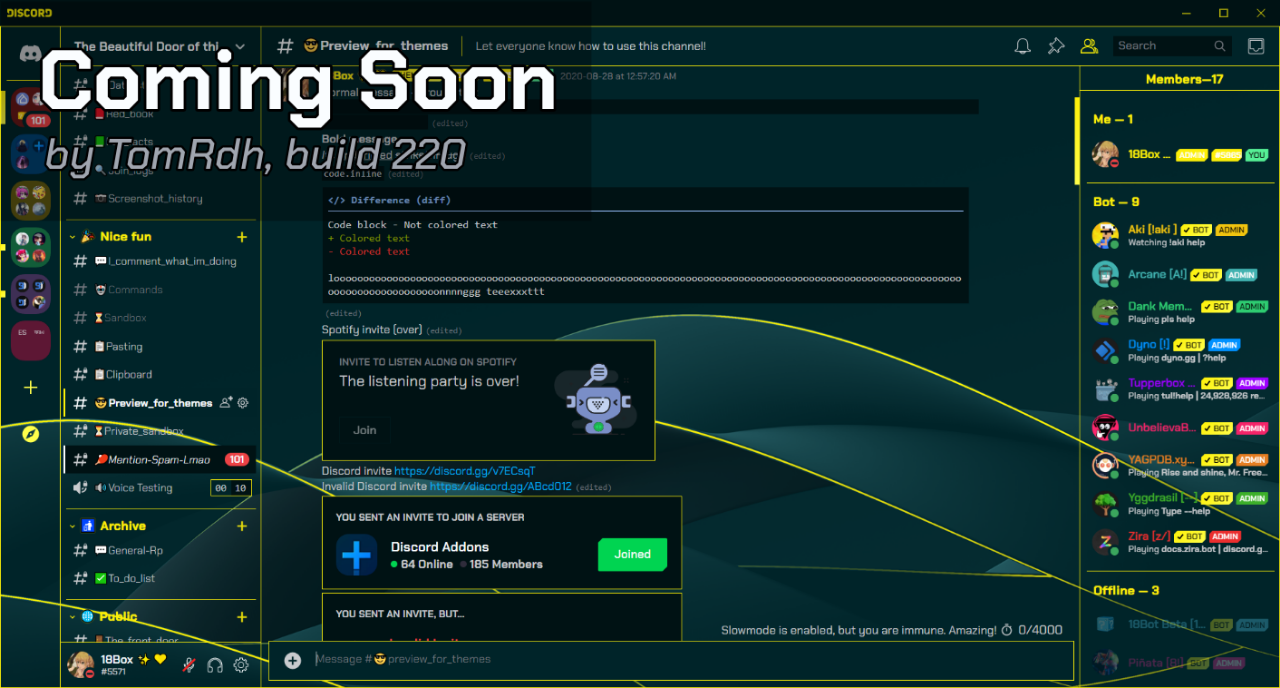 DISCORD
The Beautiful Door of thi
Coming Soon
by TomRdh, build 220
Red_book
Join_logs
Screenshot_history
Nice fun
I_comment_what_im_doing
Commands
Sandbox
Pasting
Clipboard
Preview_for_themes
Private_sandbox
Mention-Spam-Lmao 101
Voice Testing 00 10
Archive
General-Rp
To_do_list
Public
The_front_door
18Box
#5571
101
ES
# Preview_for_themes
Let everyone know how to use this channel!
Search
2020-08-28 at 12:57:20 AM
(edited)
(edited)
code.inline (edited)
</> Difference (diff)
Code block - Not colored text
+ Colored text
- Colored text
teeexxxttt
(edited)
Spotify invite [over] (edited)
INVITE TO LISTEN ALONG ON SPOTIFY
The listening party is over!
Join
Discord invite https://discord.gg/v7ECsqT
Invalid Discord invite https://discord.gg/ABcd012 (edited)
YOU SENT AN INVITE TO JOIN A SERVER
Discord Addons
64 Online 185 Members
Joined
YOU SENT AN INVITE, BUT...
Slowmode is enabled, but you are immune. Amazing! 0/4000
Message # preview_for_themes
Members—17
Me — 1
18Box ... ADMIN YOU
Bot — 9
Aki [!aki ] ✓ BOT ADMIN
Watching !aki help
Arcane [A!] ✓ BOT ADMIN
Dank Mem... ✓ BOT ADMIN
Playing pls help
Dyno [!] ✓ BOT ADMIN
Playing dyno.gg | ?help
Tupperbox ... ✓ BOT ADMIN
Playing tul!help | 24,928,926 re...
UnbelievaB... ✓ BOT ADMIN
YAGPDB.xy... ✓ BOT ADMIN
Playing Rise and shine, Mr. Free...
Yggdrasil [--] ✓ BOT ADMIN
Playing Type --help
Zira [z/] ✓ BOT ADMIN
Playing docs.zira.bot | discord.g...
Offline — 3
18Bot Beta [1... BOT ADMIN
Piñata [8!] BOT ADMIN